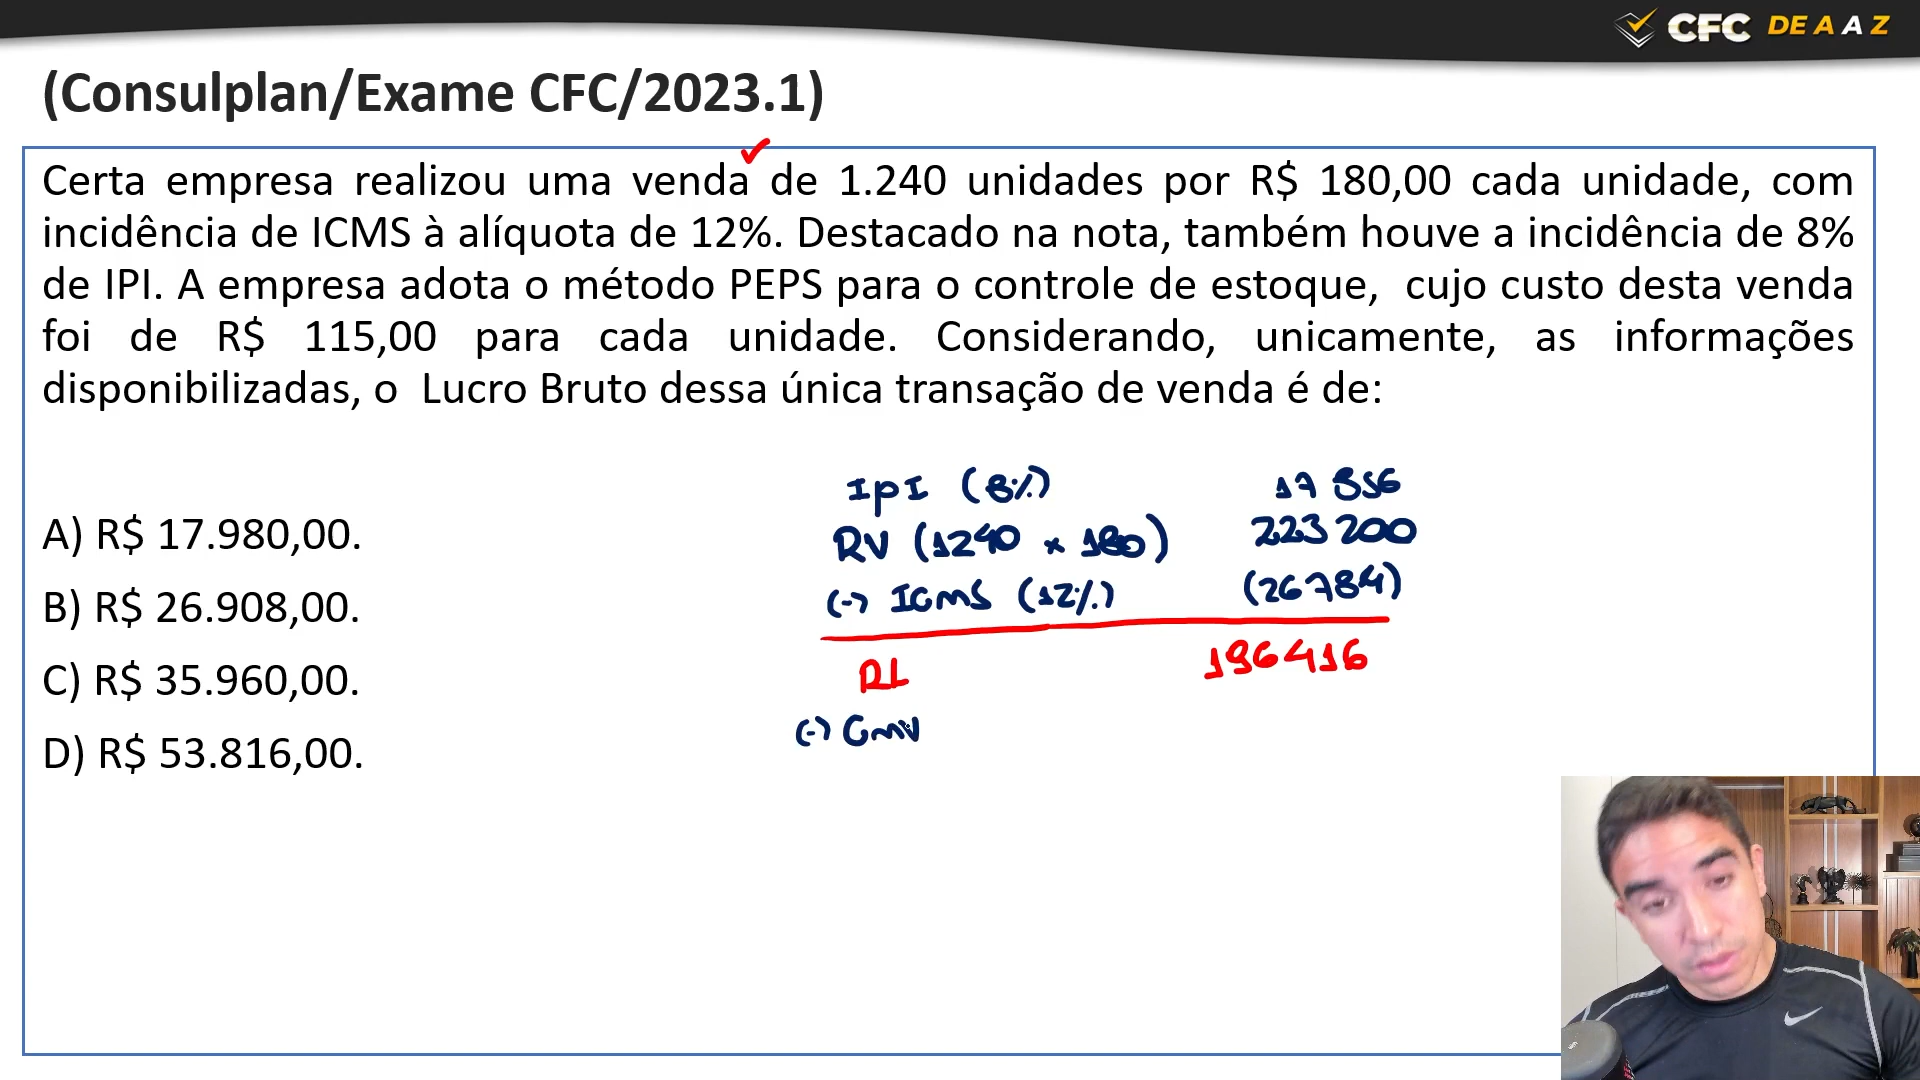 CFC DE A A Z
(Consulplan/Exame CFC/2023.1)
Certa empresa realizou uma venda de 1.240 unidades por R$ 180,00 cada unidade, com
incidência de ICMS à alíquota de 12%. Destacado na nota, também houve a incidência de 8%
de IPI. A empresa adota o método PEPS para o controle de estoque, cujo custo desta venda
foi de R$ 115,00 para cada unidade. Considerando, unicamente, as informações
disponibilizadas, o Lucro Bruto dessa única transação de venda é de:
IPI (8%) 17 856
A) R$ 17.980,00.
RV (1240 x 180) 223 200
B) R$ 26.908,00.
(-) ICMS (12%) (26784)
C) R$ 35.960,00.
RL 196416
D) R$ 53.816,00.
(-) CMV